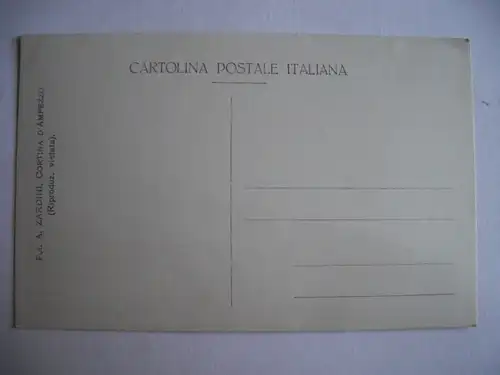 CARTOLINA POSTALE ITALIANA
Fot. A. ZARDINI, CORTINA D'AMPEZZO
(Riproduz. vietata).